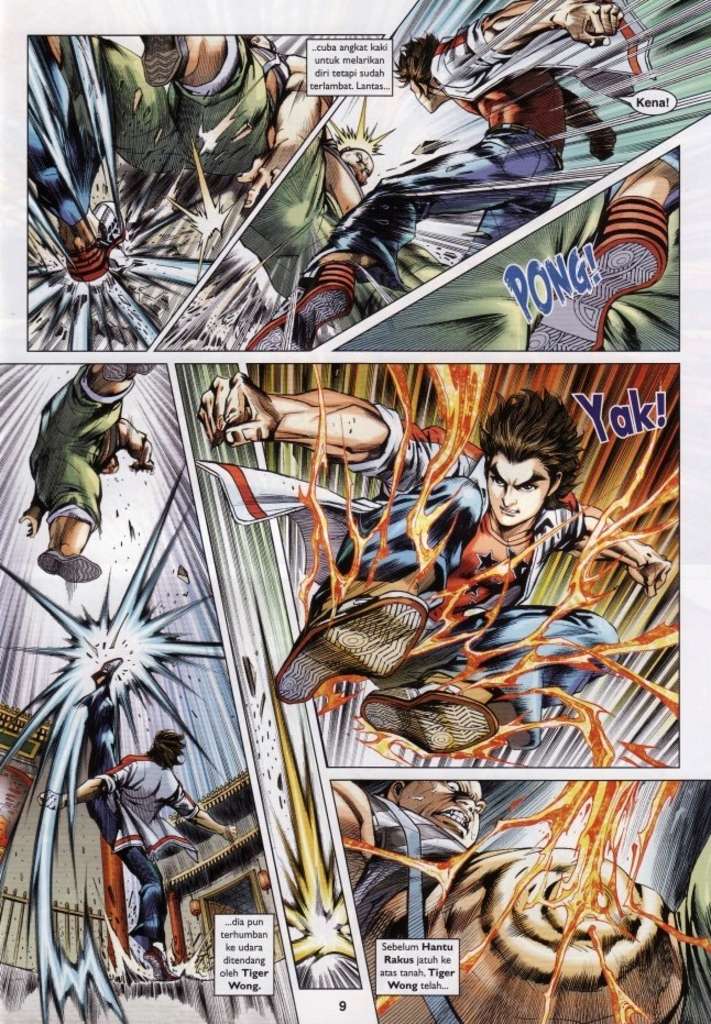 ..cuba angkat kaki
untuk melarikan
diri tetapi sudah
terlambat. Lantas...
Kena!
PONG!
Yak!
...dia pun
terhumban
ke udara
ditendang
oleh Tiger
Wong.
Sebelum Hantu
Rakus jatuh ke
atas tanah, Tiger
Wong telah...
9